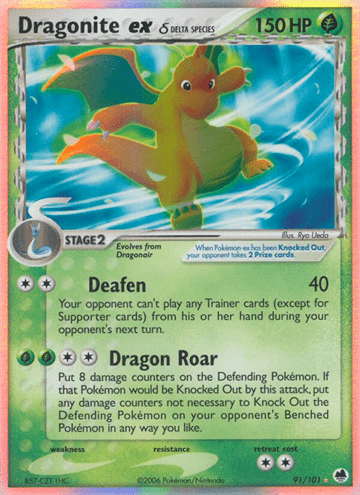 Dragonite ex δ DELTA SPECIES 150 HP
Illus. Ryo Ueda
STAGE 2
Evolves from
Dragonair
When Pokémon-ex has been Knocked Out,
your opponent takes 2 Prize cards.
Deafen 40
Your opponent can't play any Trainer cards (except for
Supporter cards) from his or her hand during your
opponent's next turn.
Dragon Roar
Put 8 damage counters on the Defending Pokémon. If
that Pokémon would be Knocked Out by this attack, put
any damage counters not necessary to Knock Out
the Defending Pokémon on your opponent's Benched
Pokémon in any way you like.
weakness resistance retreat cost
©2006 Pokémon/Nintendo 91/101